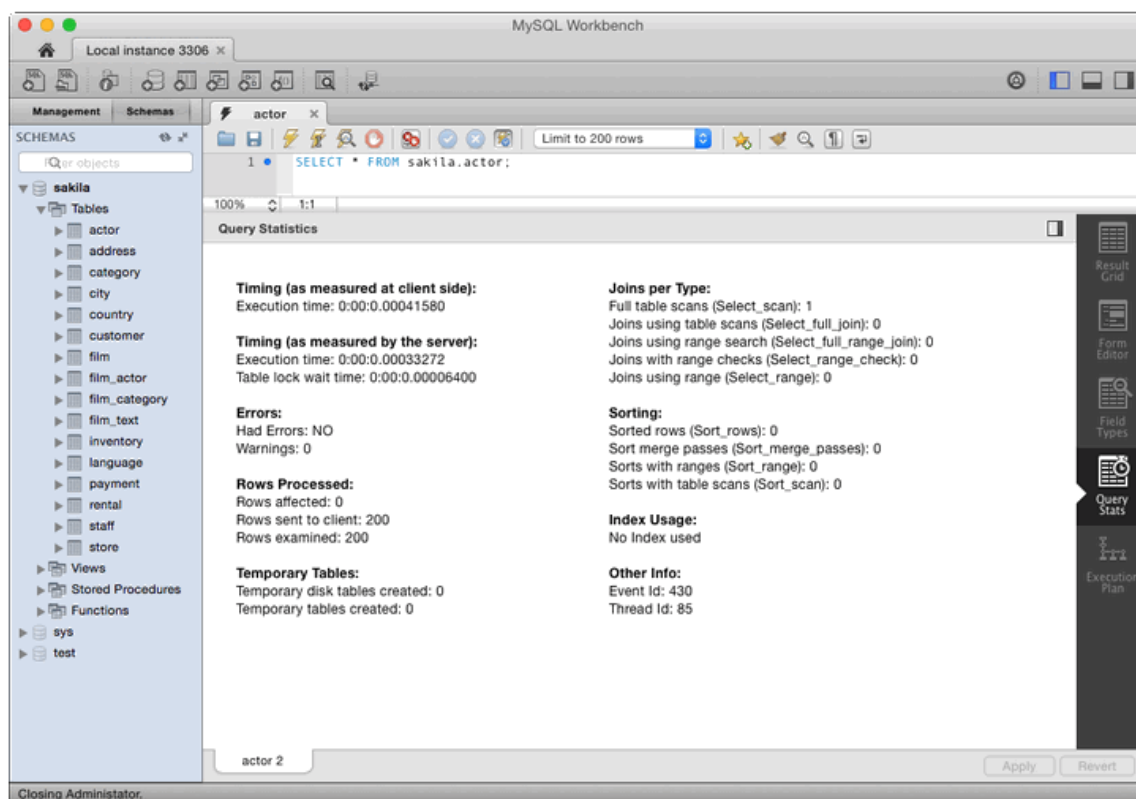 MySQL Workbench
Local instance 3306
Management Schemas
SCHEMAS
objects
sakila
Tables
actor
address
category
city
country
customer
film
film_actor
film_category
film_text
inventory
language
payment
rental
staff
store
Views
Stored Procedures
Functions
sys
test
actor
Limit to 200 rows
1 SELECT * FROM sakila.actor;
100% 1:1
Query Statistics
Timing (as measured at client side):
Execution time: 0:00:0.00041580
Timing (as measured by the server):
Execution time: 0:00:0.00033272
Table lock wait time: 0:00:0.00006400
Errors:
Had Errors: NO
Warnings: 0
Rows Processed:
Rows affected: 0
Rows sent to client: 200
Rows examined: 200
Temporary Tables:
Temporary disk tables created: 0
Temporary tables created: 0
Joins per Type:
Full table scans (Select_scan): 1
Joins using table scans (Select_full_join): 0
Joins using range search (Select_full_range_join): 0
Joins with range checks (Select_range_check): 0
Joins using range (Select_range): 0
Sorting:
Sorted rows (Sort_rows): 0
Sort merge passes (Sort_merge_passes): 0
Sorts with ranges (Sort_range): 0
Sorts with table scans (Sort_scan): 0
Index Usage:
No Index used
Other Info:
Event Id: 430
Thread Id: 85
Result
Grid
Form
Editor
Field
Types
Query
Stats
Execution
Plan
actor 2
Apply Revert
Closing Administator.